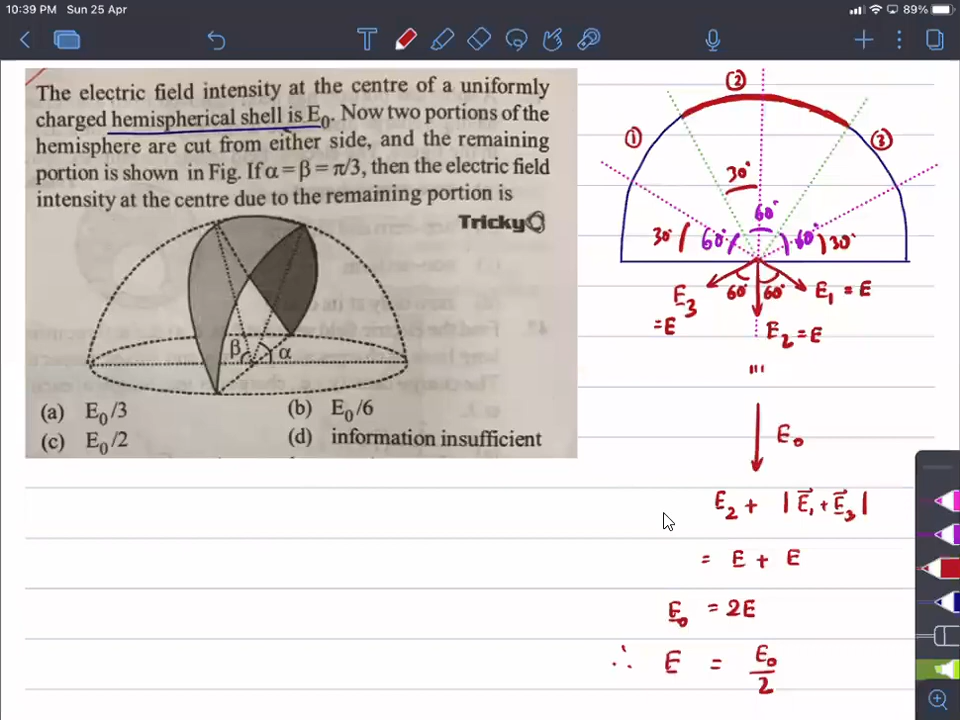 10:39 PM Sun 25 Apr 89%
The electric field intensity at the centre of a uniformly
charged hemispherical shell is E₀. Now two portions of the
hemisphere are cut from either side, and the remaining
portion is shown in Fig. If α = β = π/3, then the electric field
intensity at the centre due to the remaining portion is
Tricky
β α
(a) E₀/3 (b) E₀/6
(c) E₀/2 (d) information insufficient
②
① ③
30°
60°
30° 60° 60° 30°
60° 60°
E₃ = E
E₁ = E
E₂ = E
E₀
E₂ + |E⃗₁ + E⃗₃|
= E + E
E₀ = 2E
∴ E = E₀/2